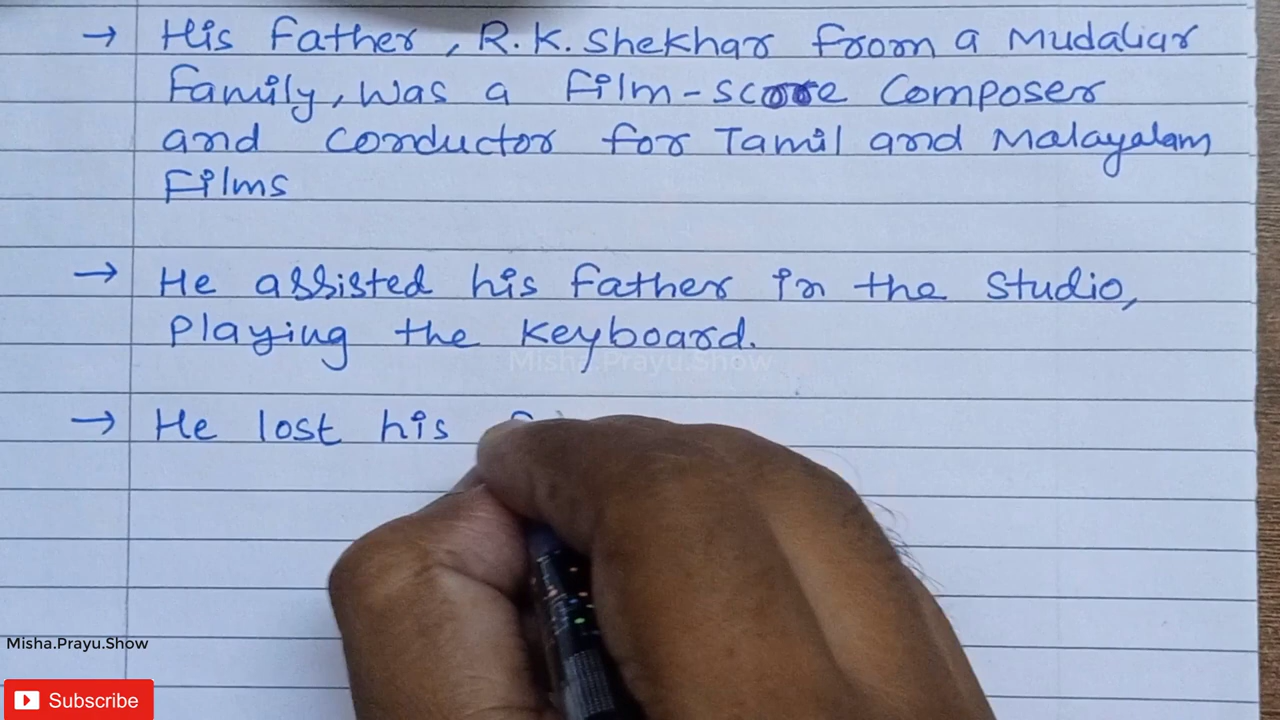 → His Father, R.K. Shekhar from a Mudaliar
Family, was a film-score Composer
and conductor for Tamil and Malayalam
Films
→ He assisted his father in the Studio,
Playing the Keyboard.
Misha.Prayu.Show
→ He lost his
Misha.Prayu.Show
Subscribe